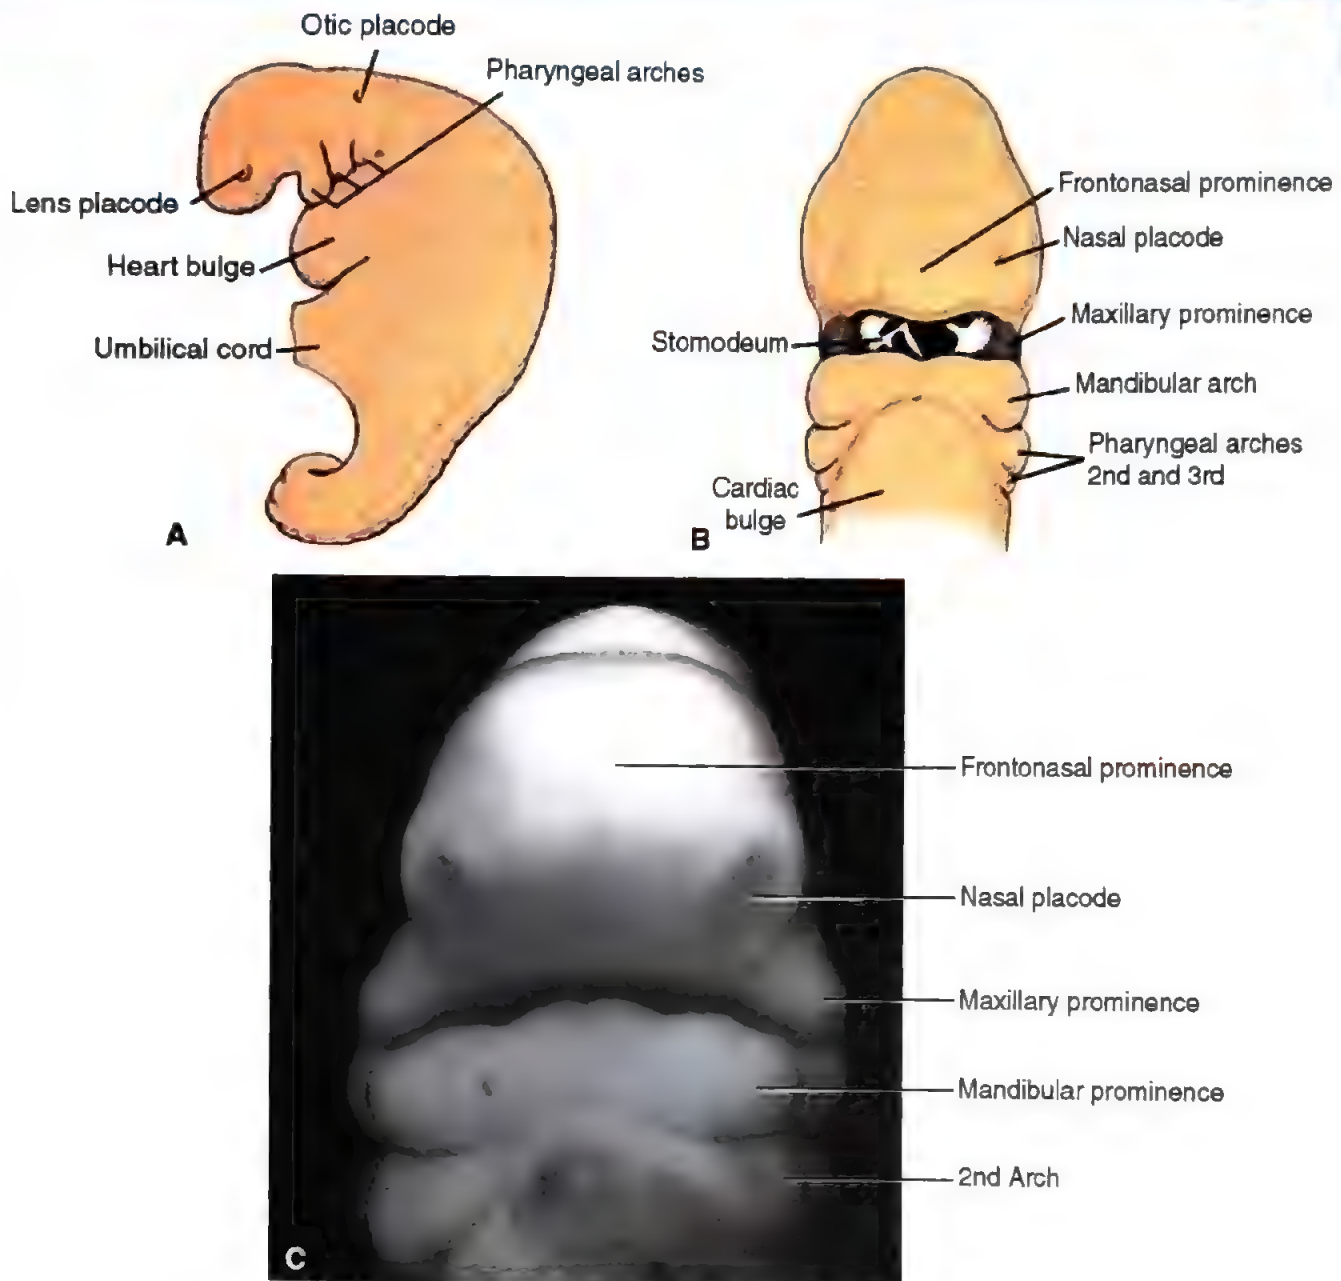 Otic placode
Pharyngeal arches
Lens placode
Heart bulge
Umbilical cord
A
Frontonasal prominence
Nasal placode
Stomodeum
Maxillary prominence
Mandibular arch
Pharyngeal arches
2nd and 3rd
Cardiac
bulge
B
Frontonasal prominence
Nasal placode
Maxillary prominence
Mandibular prominence
2nd Arch
C